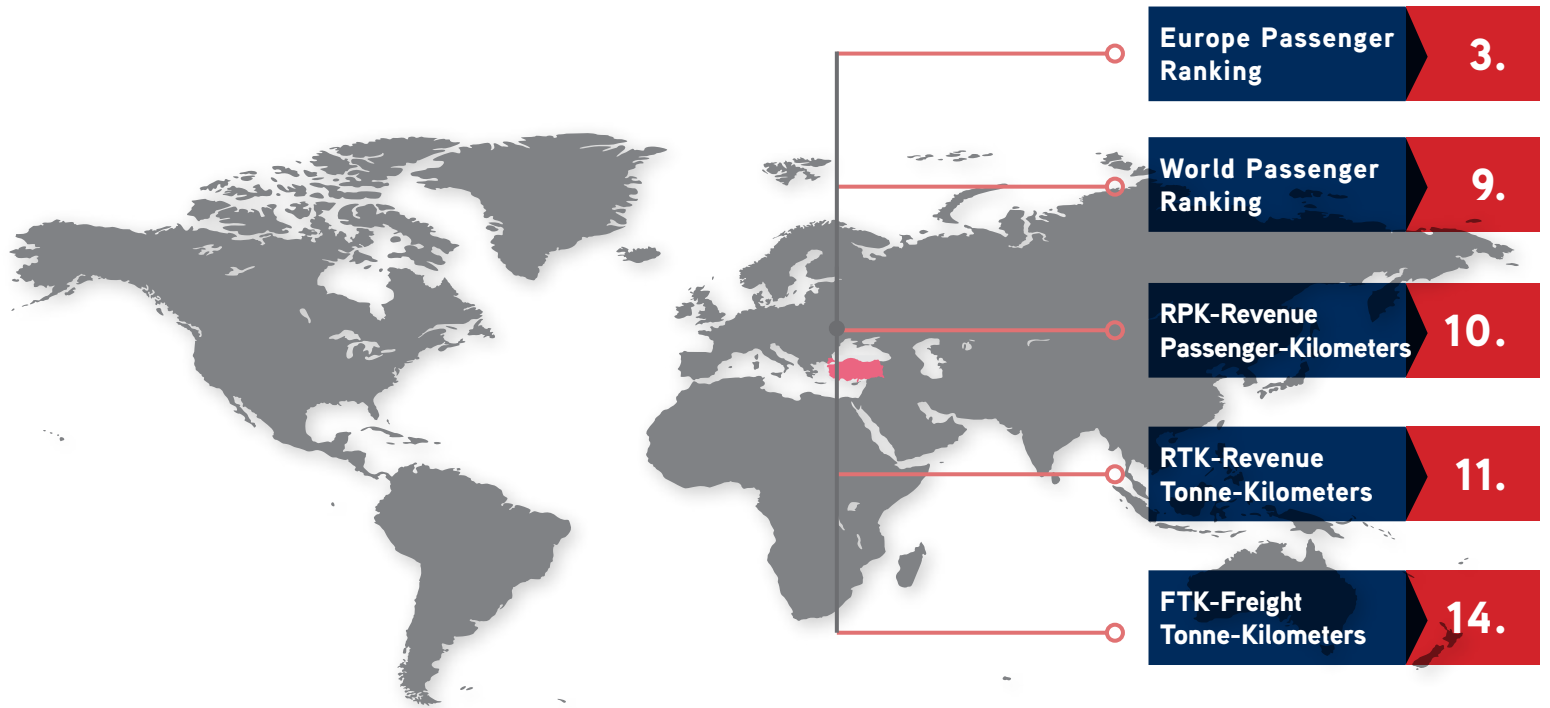 Europe Passenger
Ranking
3.
World Passenger
Ranking
9.
RPK-Revenue
Passenger-Kilometers
10.
RTK-Revenue
Tonne-Kilometers
11.
FTK-Freight
Tonne-Kilometers
14.